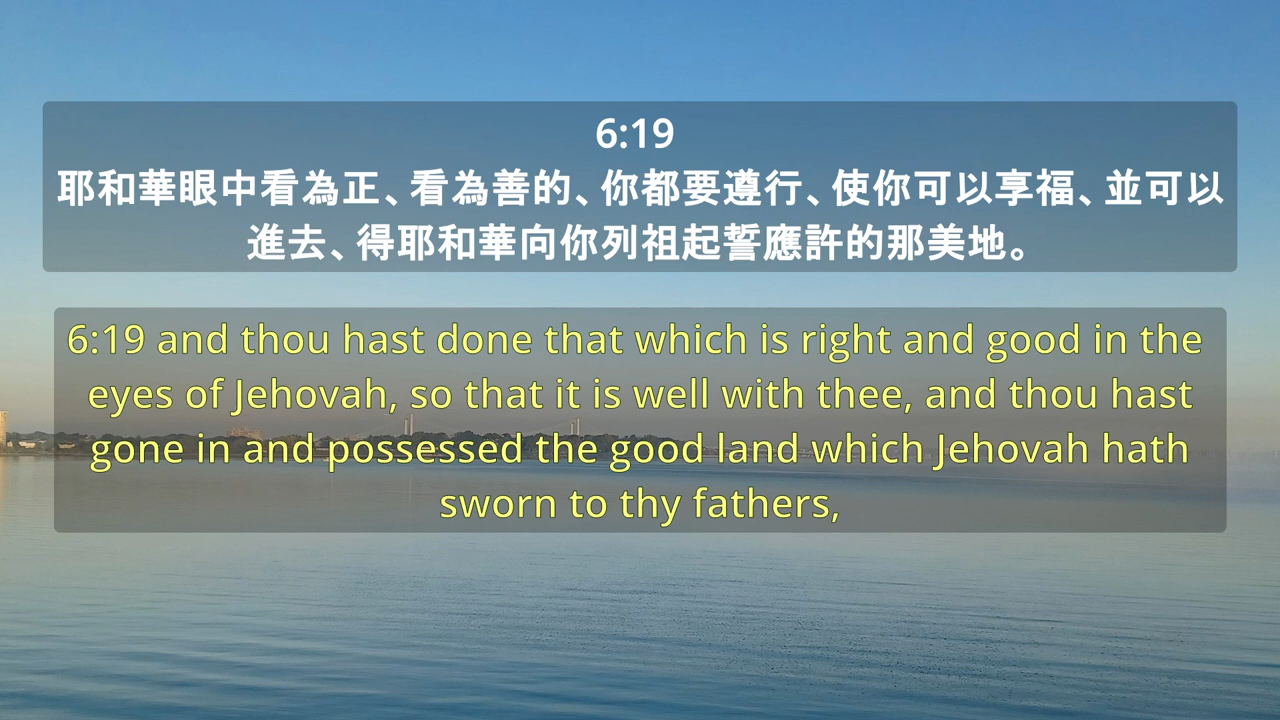 6:19
耶和華眼中看為正、看為善的、你都要遵行、使你可以享福、並可以
進去、得耶和華向你列祖起誓應許的那美地。
6:19 and thou hast done that which is right and good in the
eyes of Jehovah, so that it is well with thee, and thou hast
gone in and possessed the good land which Jehovah hath
sworn to thy fathers,